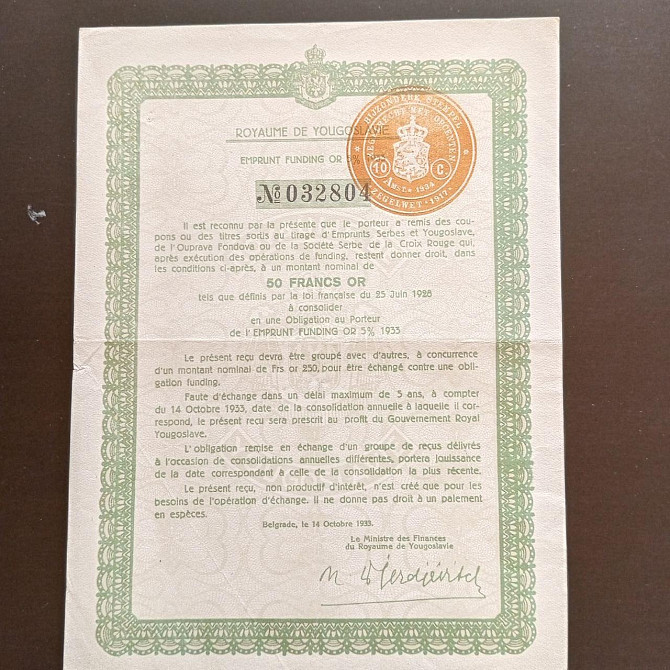 ROYAUME DE YOUGOSLAVIE
EMPRUNT FUNDING OR 5% 1933
№ 032804
BIJZONDERE STEMPEL
10 C.
AMST. 1934
ZEGELWET 1917
Il est reconnu par la présente que le porteur a remis des cou-
pons ou des titres sortis au tirage d'Emprunts Serbes et Yougoslave,
de l'Ouprava Fondova ou de la Société Serbe de la Croix Rouge qui,
après exécution des opérations de funding, restent donner droit, dans
les conditions ci-après, à un montant nominal de
50 FRANCS OR
tels que définis par la loi française du 25 Juin 1928
à consolider
en une Obligation au Porteur
de l'EMPRUNT FUNDING OR 5% 1933
Le présent reçu devra être groupé avec d'autres, à concurrence
d'un montant nominal de Frs or 250, pour être échangé contre une obli-
gation funding.
Faute d'échange dans un délai maximum de 5 ans, à compter
du 14 Octobre 1933, date de la consolidation annuelle à laquelle il cor-
respond, le présent reçu sera prescrit au profit du Gouvernement Royal
Yougoslave.
L'obligation remise en échange d'un groupe de reçus délivrés
à l'occasion de consolidations annuelles différentes, portera jouissance
de la date correspondant à celle de la consolidation la plus récente.
Le présent reçu, non productif d'intérêt, n'est créé que pour les
besoins de l'opération d'échange. Il ne donne pas droit à un paiement
en espèces.
Belgrade, le 14 Octobre 1933.
Le Ministre des Finances
du Royaume de Yougoslavie